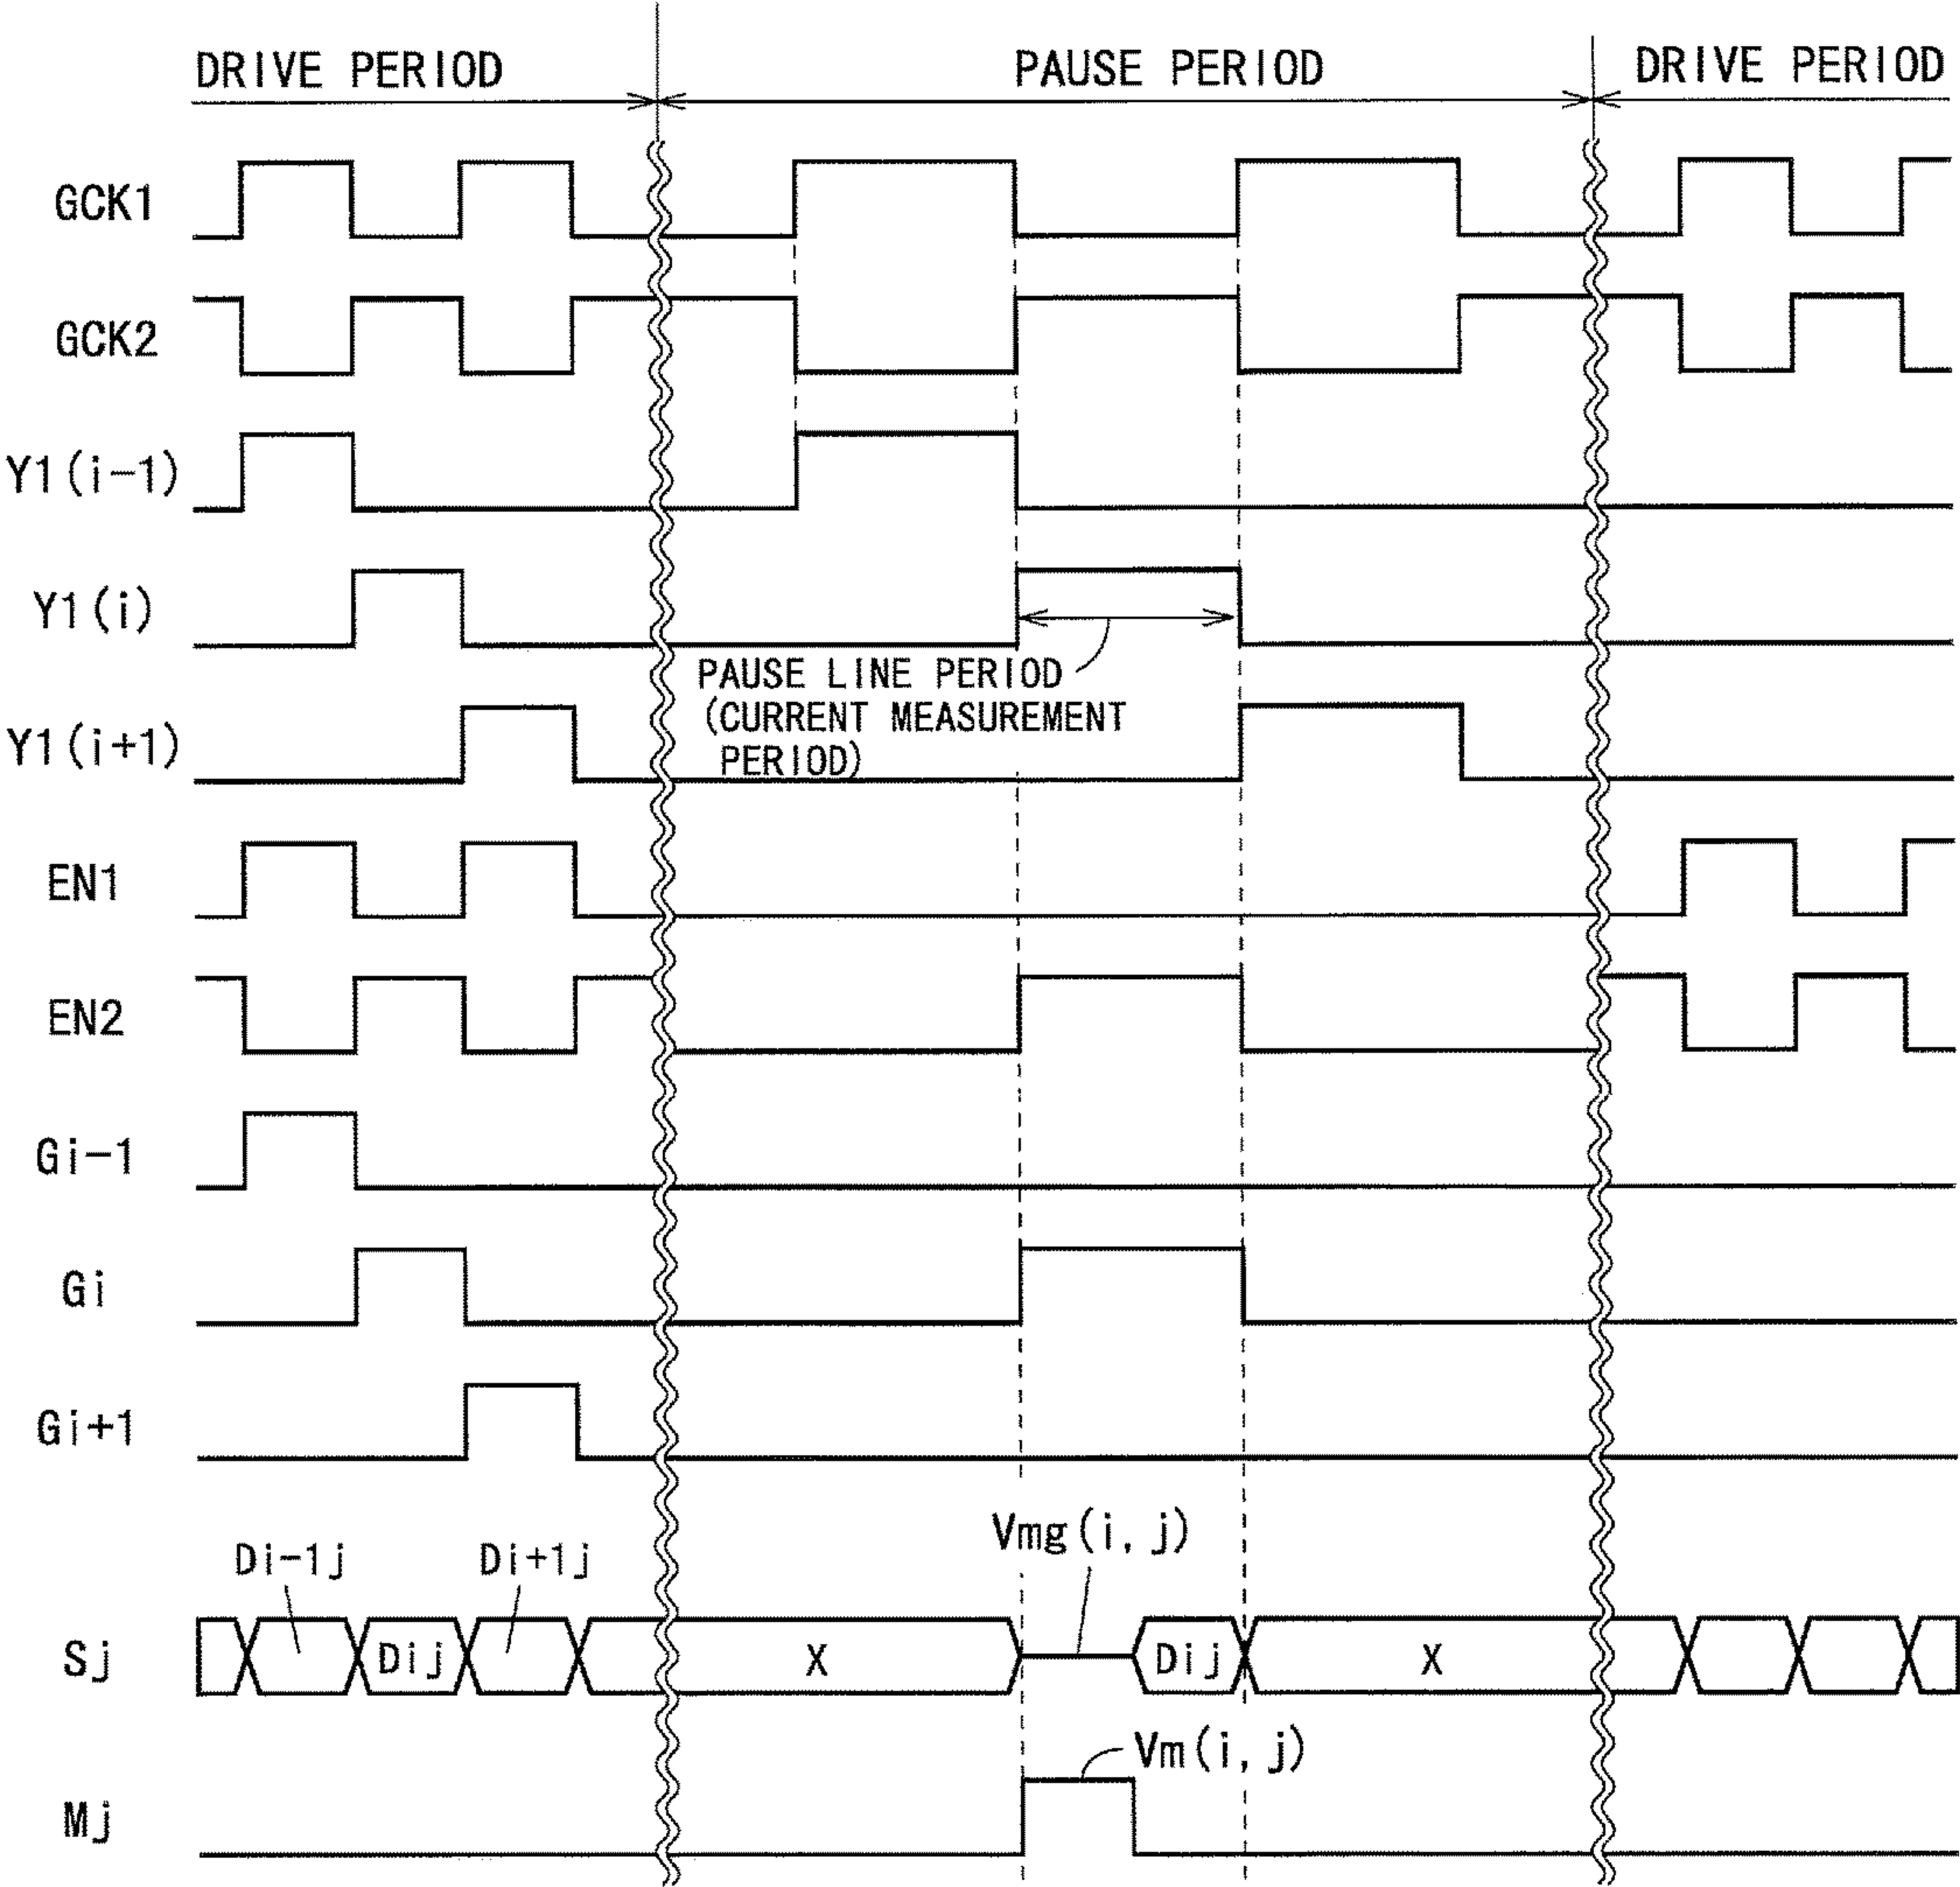 DRIVE PERIOD
PAUSE PERIOD
DRIVE PERIOD
GCK1
GCK2
Y1(i-1)
Y1(i)
PAUSE LINE PERIOD
(CURRENT MEASUREMENT
PERIOD)
Y1(i+1)
EN1
EN2
Gi-1
Gi
Gi+1
Vmg(i, j)
Di-1j
Di+1j
Sj
Dij
X
Dij
X
Vm(i, j)
Mj